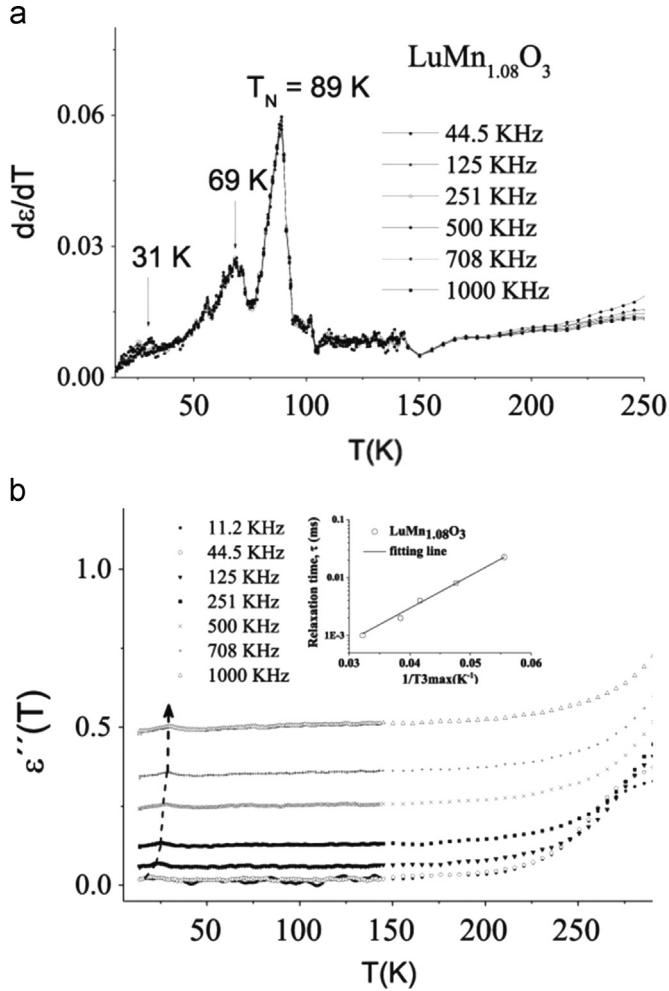 a
LuMn1.08O3
TN = 89 K
69 K
31 K
44.5 KHz
125 KHz
251 KHz
500 KHz
708 KHz
1000 KHz
dε/dT
0.06
0.03
0.00
50 100 150 200 250
T(K)
b
11.2 KHz
44.5 KHz
125 KHz
251 KHz
500 KHz
708 KHz
1000 KHz
LuMn1.08O3
fitting line
Relaxation time, τ (ms)
0.1
0.01
1E-3
0.03 0.04 0.05 0.06
1/T3max(K-1)
ε´´(T)
1.0
0.5
0.0
50 100 150 200 250
T(K)